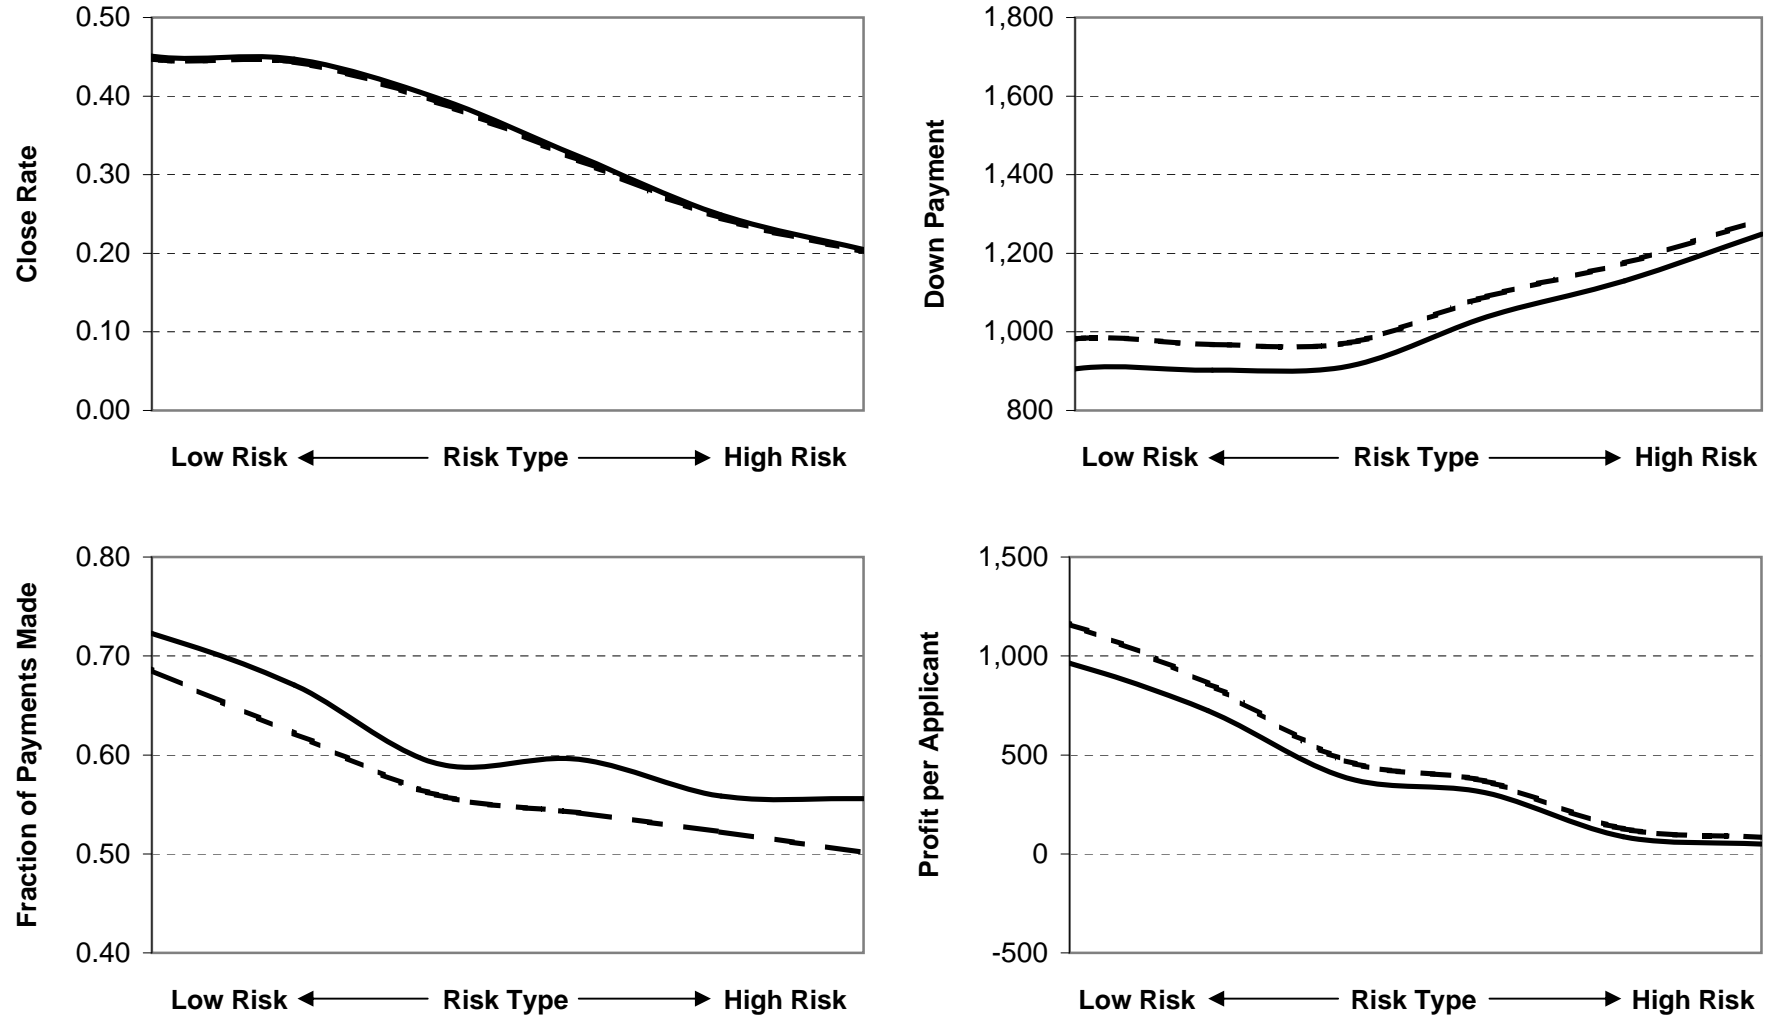 Close Rate
0.50
0.40
0.30
0.20
0.10
0.00
Low Risk Risk Type High Risk
Down Payment
1,800
1,600
1,400
1,200
1,000
800
Low Risk Risk Type High Risk
Fraction of Payments Made
0.80
0.70
0.60
0.50
0.40
Low Risk Risk Type High Risk
Profit per Applicant
1,500
1,000
500
0
-500
Low Risk Risk Type High Risk